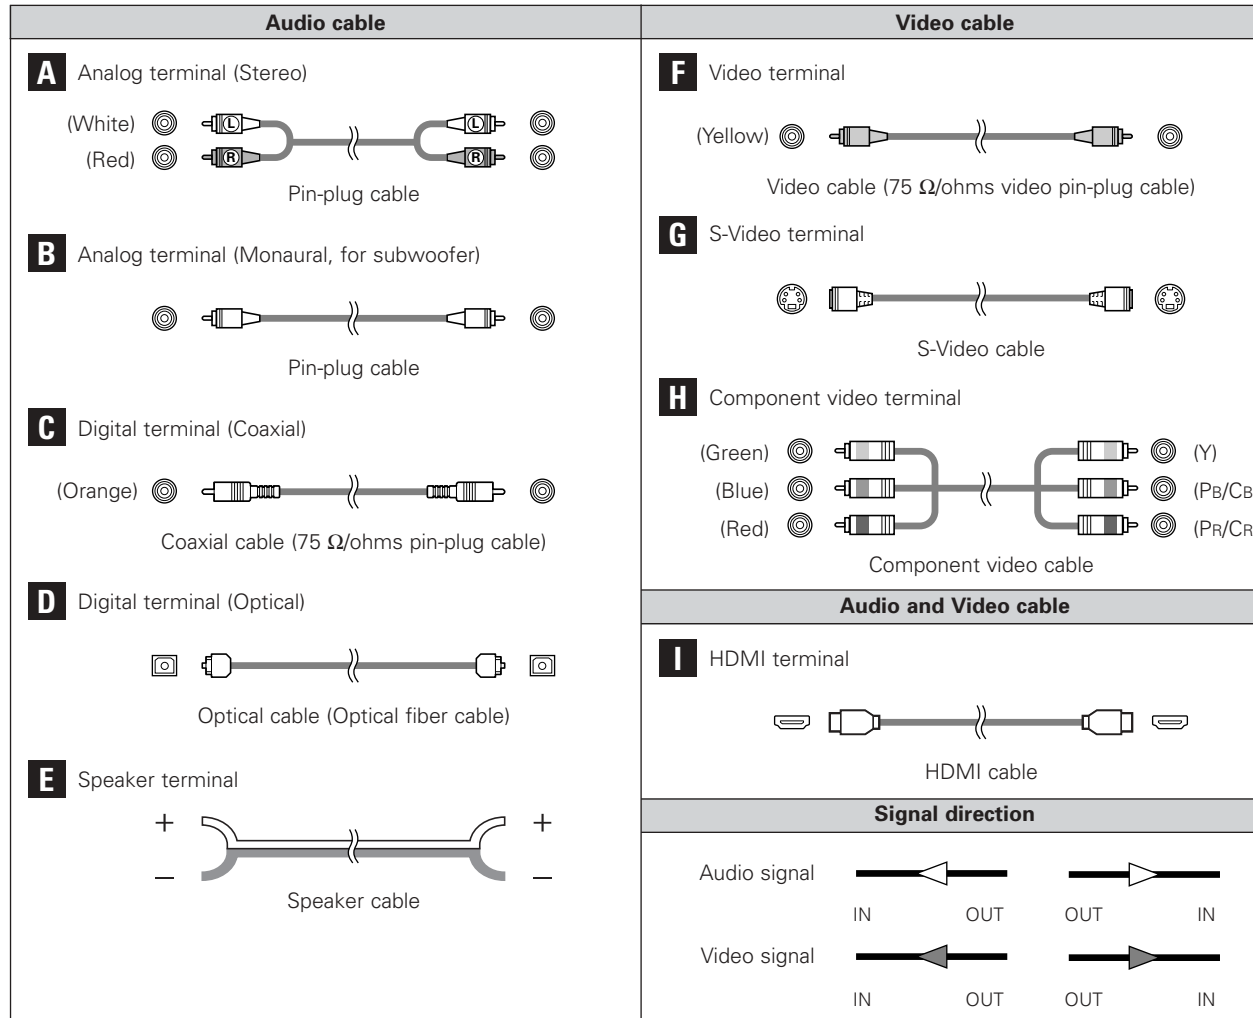 Audio cable
A Analog terminal (Stereo)
(White) L L
(Red) R R
Pin-plug cable
B Analog terminal (Monaural, for subwoofer)
Pin-plug cable
C Digital terminal (Coaxial)
(Orange)
Coaxial cable (75 Ω/ohms pin-plug cable)
D Digital terminal (Optical)
Optical cable (Optical fiber cable)
E Speaker terminal
+ +
– –
Speaker cable
Video cable
F Video terminal
(Yellow)
Video cable (75 Ω/ohms video pin-plug cable)
G S-Video terminal
S-Video cable
H Component video terminal
(Green) (Y)
(Blue) (PB/CB
(Red) (PR/CR
Component video cable
Audio and Video cable
I HDMI terminal
HDMI cable
Signal direction
Audio signal
IN OUT OUT IN
Video signal
IN OUT OUT IN